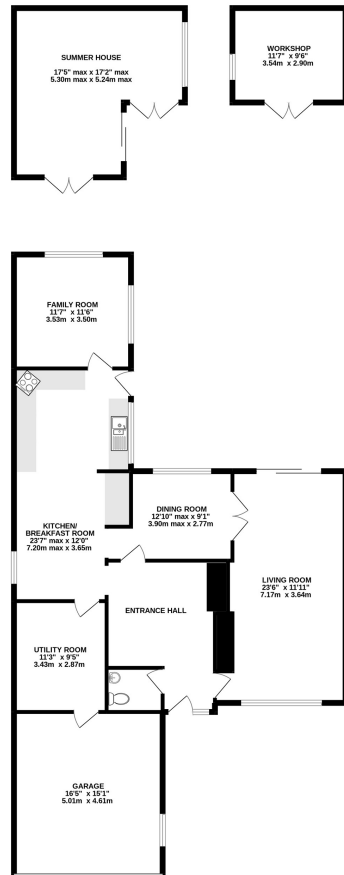 SUMMER HOUSE
17'5" max x 17'2" max
5.30m max x 5.24m max
WORKSHOP
11'7" x 9'6"
3.54m x 2.90m
FAMILY ROOM
11'7" x 11'6"
3.53m x 3.50m
KITCHEN/
BREAKFAST ROOM
23'7" max x 12'0"
7.20m max x 3.65m
DINING ROOM
12'10" max x 9'1"
3.90m max x 2.77m
LIVING ROOM
23'6" x 11'11"
7.17m x 3.64m
ENTRANCE HALL
UTILITY ROOM
11'3" x 9'5"
3.43m x 2.87m
GARAGE
16'5" x 15'1"
5.01m x 4.61m